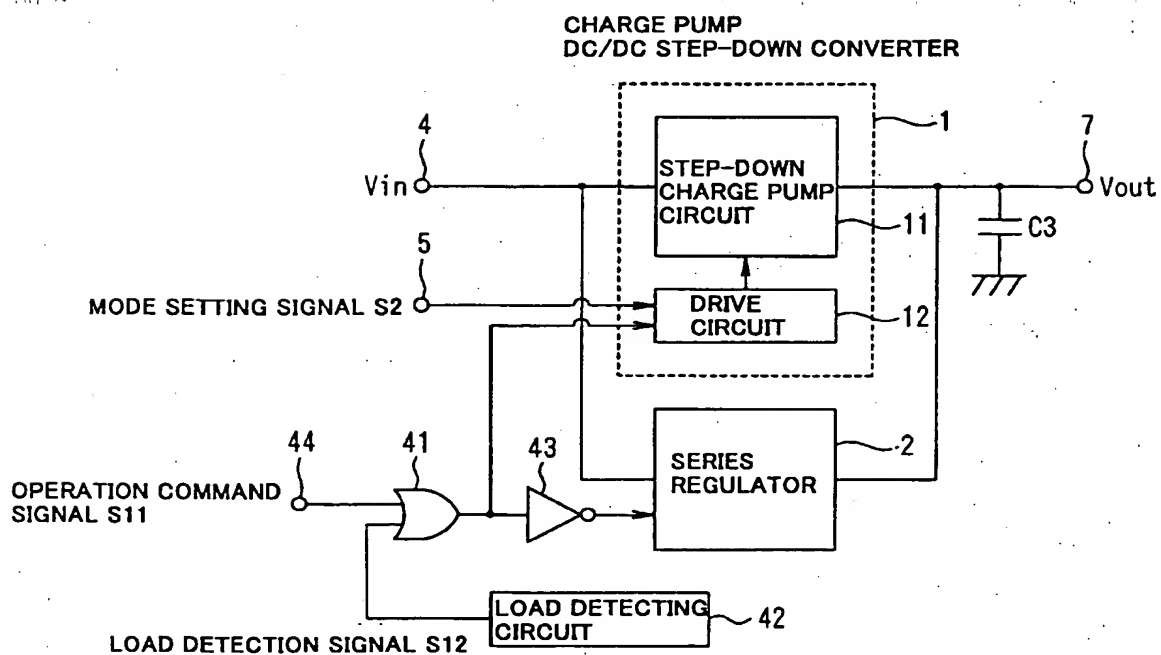 CHARGE PUMP
DC/DC STEP-DOWN CONVERTER
4
1
7
Vin
STEP-DOWN
CHARGE PUMP
CIRCUIT
11
Vout
C3
5
MODE SETTING SIGNAL S2
DRIVE
CIRCUIT
12
44
41
43
2
OPERATION COMMAND
SIGNAL S11
SERIES
REGULATOR
LOAD DETECTING
CIRCUIT
42
LOAD DETECTION SIGNAL S12